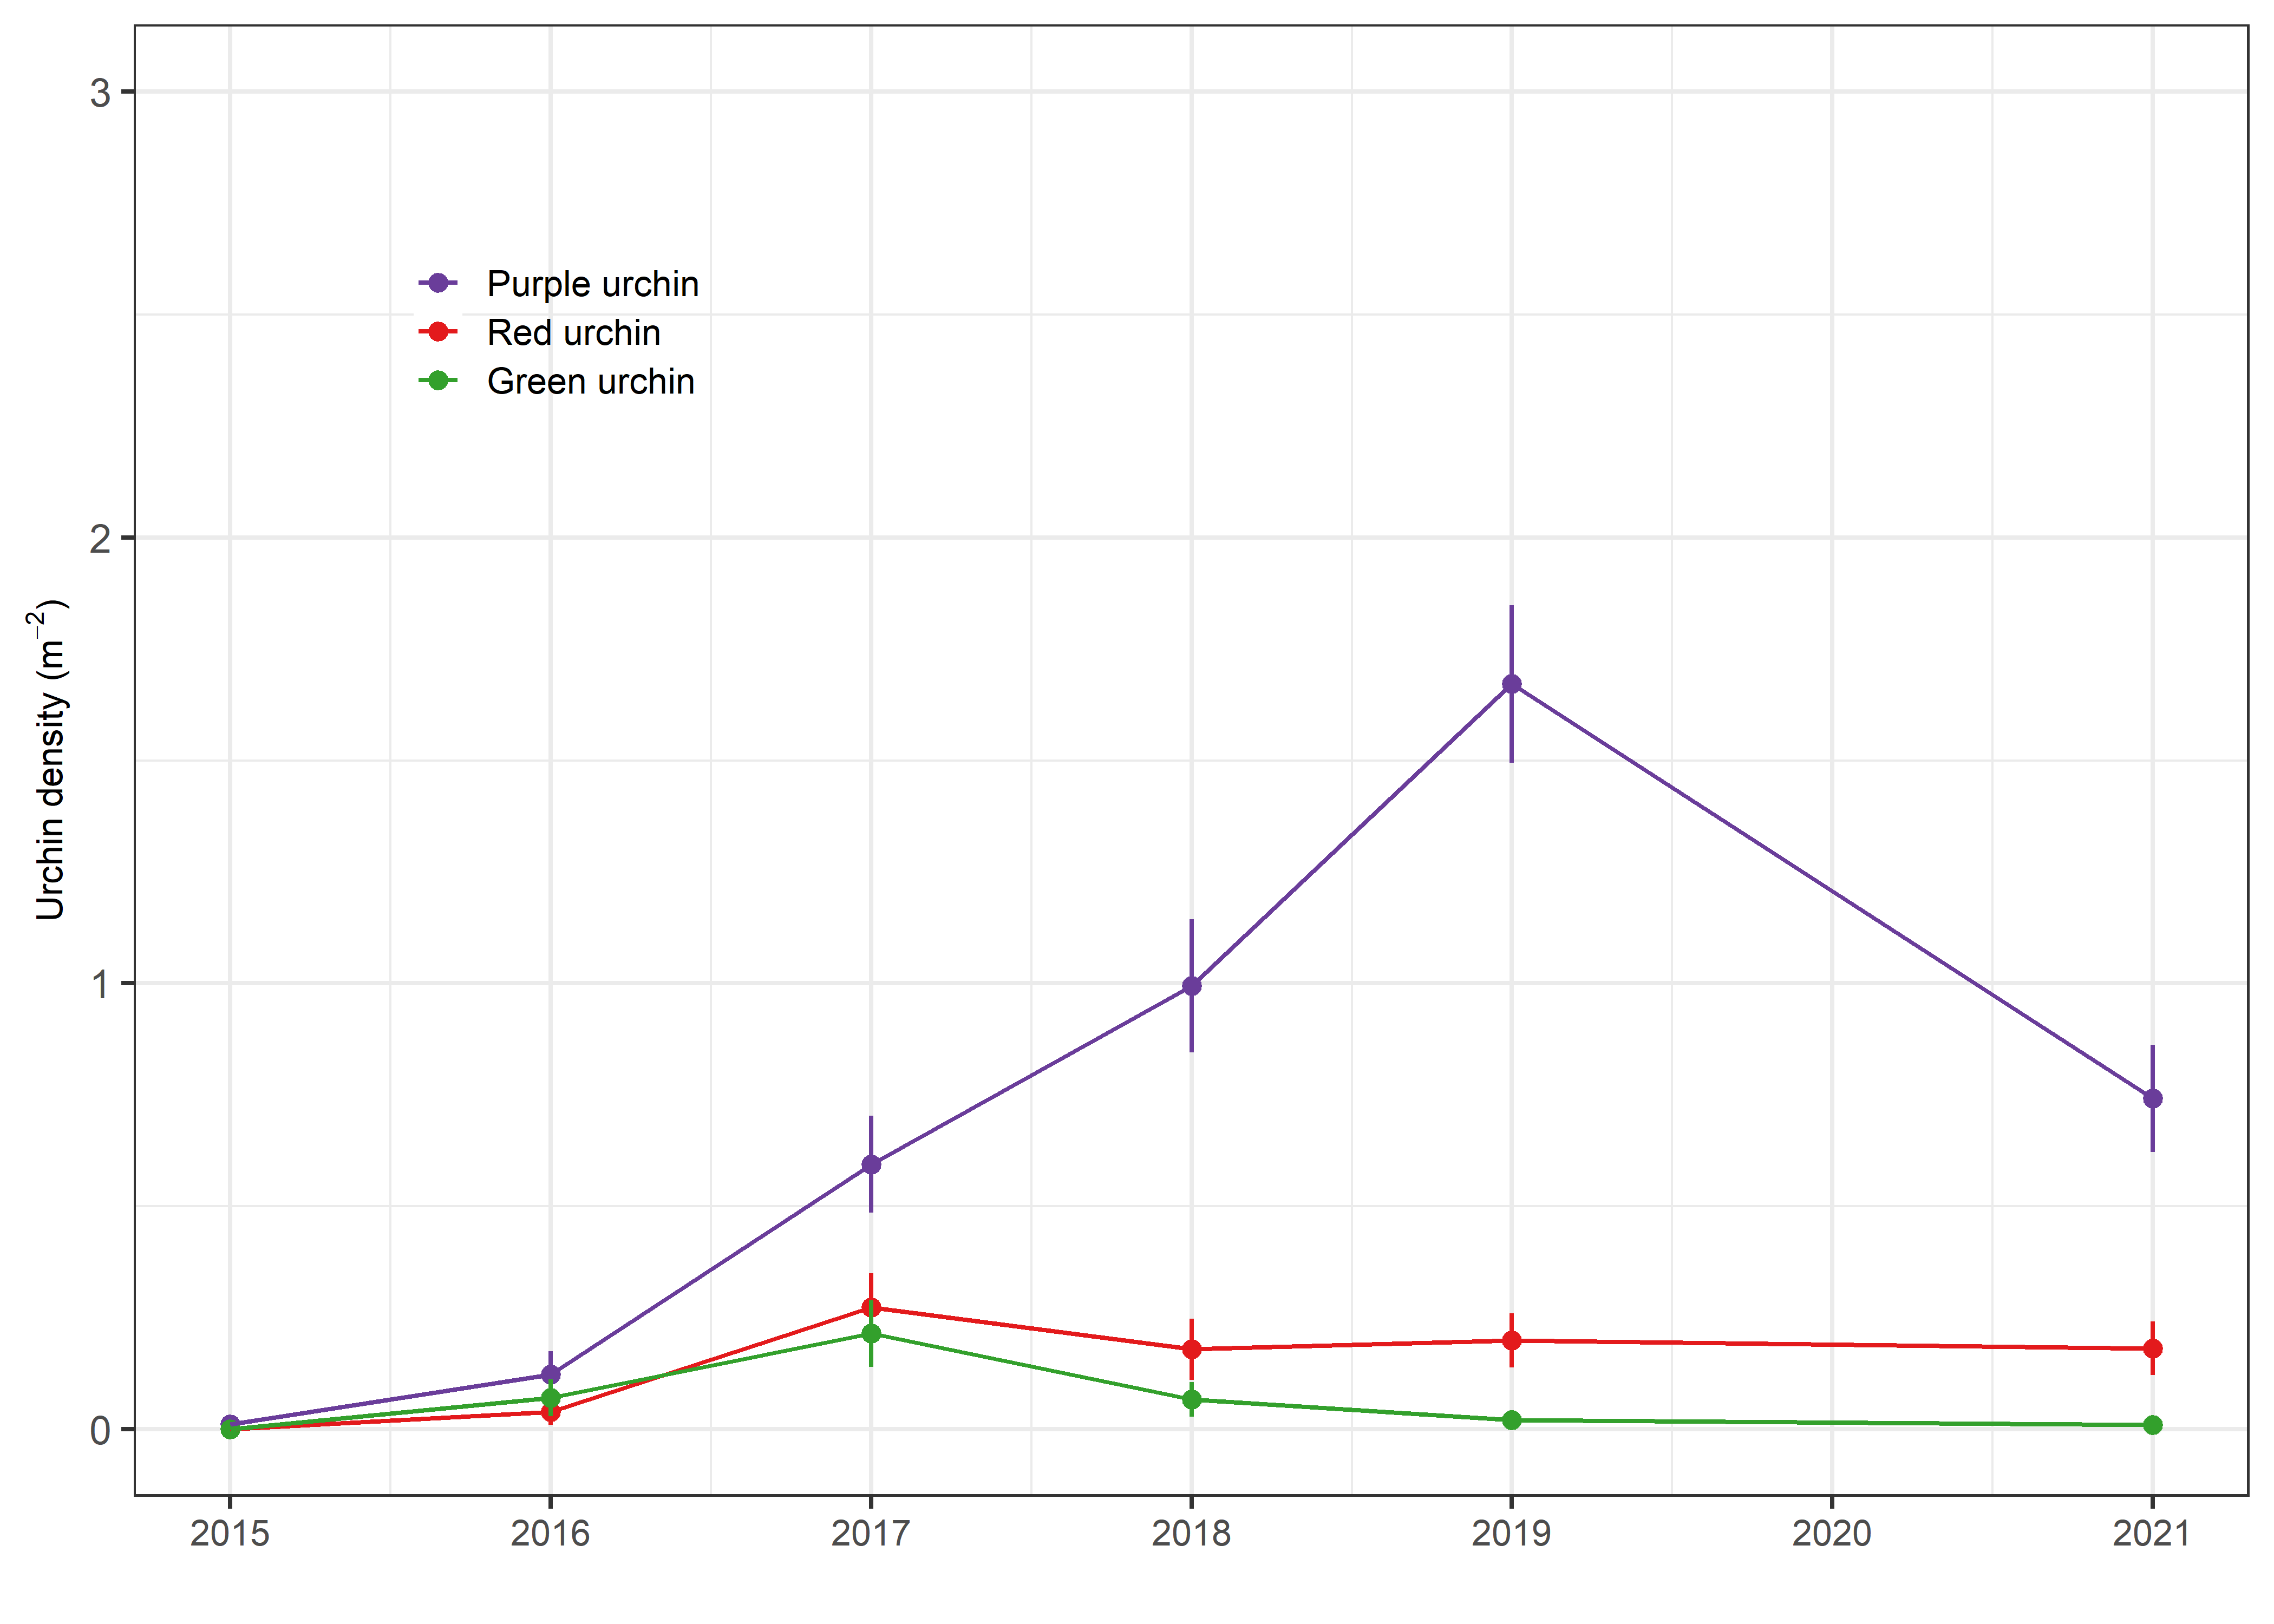 3
2
1
0
Urchin density (m⁻²)
Purple urchin
Red urchin
Green urchin
2015 2016 2017 2018 2019 2020 2021